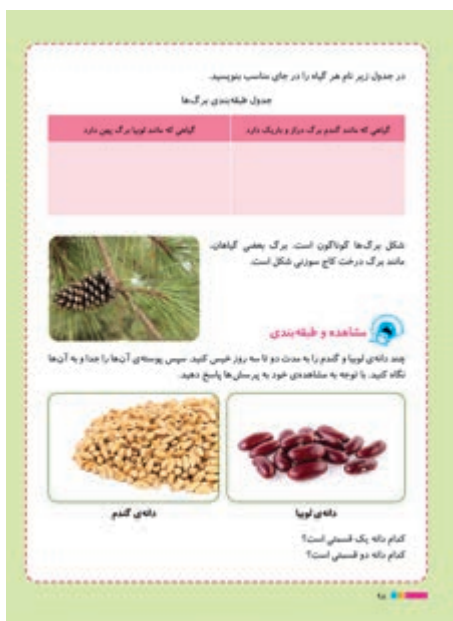 در جدول زیر نام هر گیاه را در جای مناسب بنویسید.
جدول طبقه‌بندی برگ‌ها
گیاهی که مانند گندم برگ دراز و باریک دارد
گیاهی که مانند لوبیا برگ پهن دارد
شکل برگ‌ها گوناگون است. برگ بعضی گیاهان،
مانند برگ درخت کاج سوزنی شکل است.
مشاهده و طبقه‌بندی
چند دانه‌ی لوبیا و گندم را به مدت دو تا سه روز خیس کنید. سپس پوسته‌ی آن‌ها را جدا و به آن‌ها
نگاه کنید. با توجه به مشاهده‌ی خود به پرسش‌ها پاسخ دهید.
دانه‌ی لوبیا
دانه‌ی گندم
کدام دانه یک قسمتی است؟
کدام دانه دو قسمتی است؟